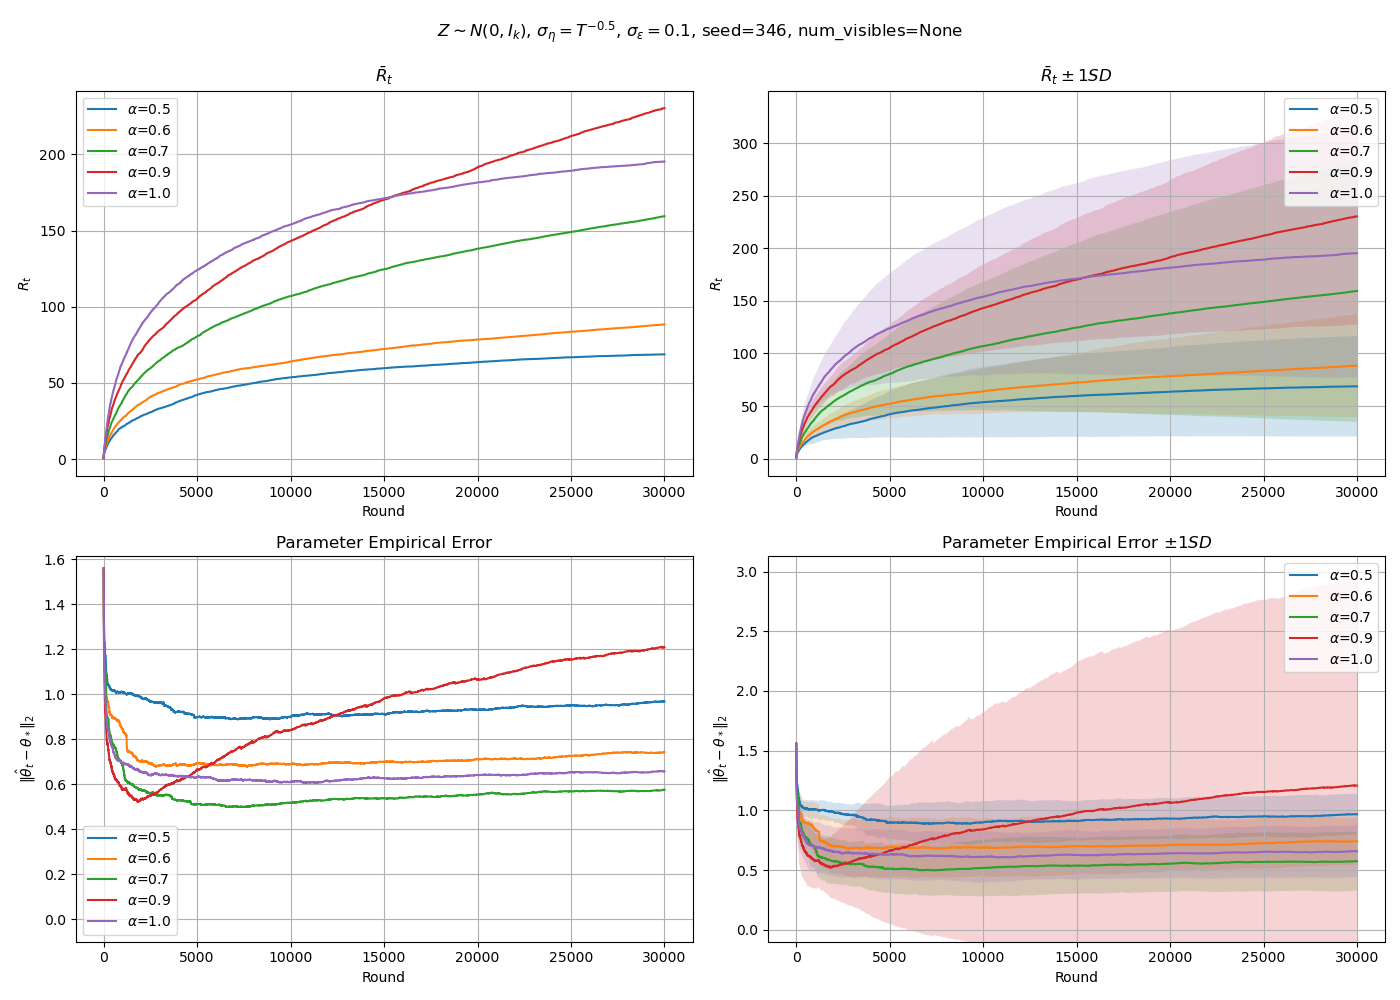 Z ∼ N(0, I_k), σ_η = T^{−0.5}, σ_ε = 0.1, seed=346, num_visibles=None
R̄_t
R_t
200
150
100
50
0
α=0.5
α=0.6
α=0.7
α=0.9
α=1.0
0 5000 10000 15000 20000 25000 30000
Round
R̄_t ± 1SD
R_t
300
250
200
150
100
50
0
α=0.5
α=0.6
α=0.7
α=0.9
α=1.0
0 5000 10000 15000 20000 25000 30000
Round
Parameter Empirical Error
‖θ̂_t − θ_*‖_2
1.6
1.4
1.2
1.0
0.8
0.6
0.4
0.2
0.0
α=0.5
α=0.6
α=0.7
α=0.9
α=1.0
0 5000 10000 15000 20000 25000 30000
Round
Parameter Empirical Error ±1SD
‖θ̂_t − θ_*‖_2
3.0
2.5
2.0
1.5
1.0
0.5
0.0
α=0.5
α=0.6
α=0.7
α=0.9
α=1.0
0 5000 10000 15000 20000 25000 30000
Round